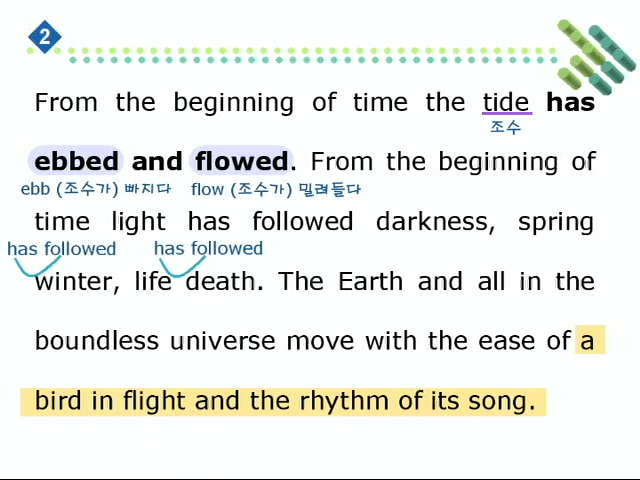 2
From the beginning of time the tide has
조수
ebbed and flowed. From the beginning of
ebb (조수가) 빠지다 flow (조수가) 밀려들다
time light has followed darkness, spring
has followed has followed
winter, life death. The Earth and all in the
boundless universe move with the ease of a
bird in flight and the rhythm of its song.